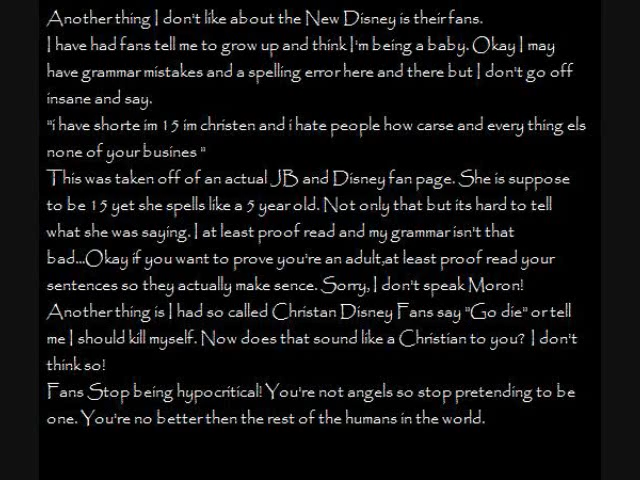 Another thing I don't like about the New Disney is their fans.
I have had fans tell me to grow up and think I'm being a baby. Okay I may
have grammar mistakes and a spelling error here and there but I don't go off
insane and say.
"i have shorte im 15 im christen and i hate people how carse and every thing els
none of your busines "
This was taken off of an actual JB and Disney fan page. She is suppose
to be 15 yet she spells like a 5 year old. Not only that but its hard to tell
what she was saying. I at least proof read and my grammar isn't that
bad...Okay if you want to prove you're an adult,at least proof read your
sentences so they actually make sence. Sorry, I don't speak Moron!
Another thing is I had so called Christan Disney Fans say "Go die" or tell
me I should kill myself. Now does that sound like a Christian to you? I don't
think so!
Fans Stop being hypocritical! You're not angels so stop pretending to be
one. You're no better then the rest of the humans in the world.